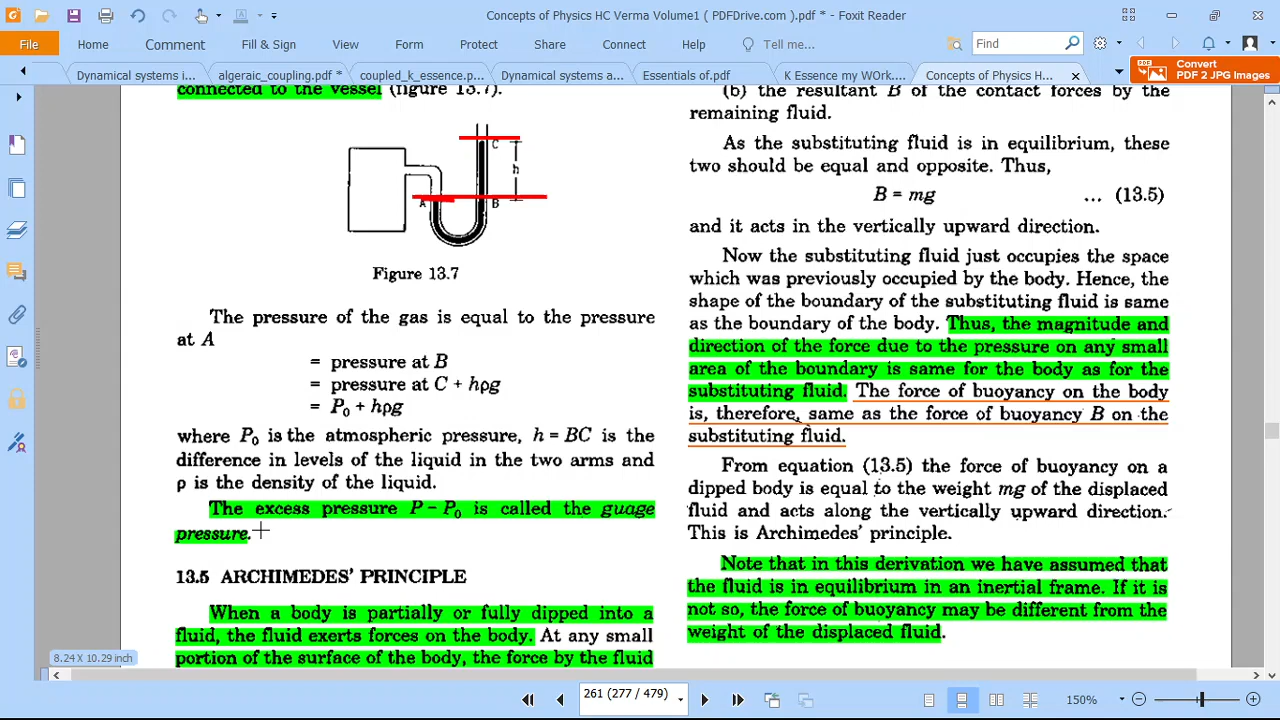 Concepts of Physics HC Verma Volume1 ( PDFDrive.com ).pdf * - Foxit Reader
File Home Comment Fill & Sign View Form Protect Share Connect Help Tell me... Find
Convert
PDF 2 JPG Images
Dynamical systems i... algeraic_coupling.pdf * coupled_k_essence.p... Dynamical systems a... Essentials of.pdf K Essence my WOrk.... Concepts of Physics H...
connected to the vessel (figure 13.7).
C
h
A B
Figure 13.7
The pressure of the gas is equal to the pressure
at A
= pressure at B
= pressure at C + hρg
= P₀ + hρg
where P₀ is the atmospheric pressure, h = BC is the
difference in levels of the liquid in the two arms and
ρ is the density of the liquid.
The excess pressure P − P₀ is called the guage
pressure.
13.5 ARCHIMEDES' PRINCIPLE
When a body is partially or fully dipped into a
fluid, the fluid exerts forces on the body. At any small
portion of the surface of the body, the force by the fluid
(b) the resultant B of the contact forces by the
remaining fluid.
As the substituting fluid is in equilibrium, these
two should be equal and opposite. Thus,
B = mg ... (13.5)
and it acts in the vertically upward direction.
Now the substituting fluid just occupies the space
which was previously occupied by the body. Hence, the
shape of the boundary of the substituting fluid is same
as the boundary of the body. Thus, the magnitude and
direction of the force due to the pressure on any small
area of the boundary is same for the body as for the
substituting fluid. The force of buoyancy on the body
is, therefore, same as the force of buoyancy B on the
substituting fluid.
From equation (13.5) the force of buoyancy on a
dipped body is equal to the weight mg of the displaced
fluid and acts along the vertically upward direction.
This is Archimedes' principle.
Note that in this derivation we have assumed that
the fluid is in equilibrium in an inertial frame. If it is
not so, the force of buoyancy may be different from the
weight of the displaced fluid.
8.24 X 10.29 inch
261 (277 / 479) 150%